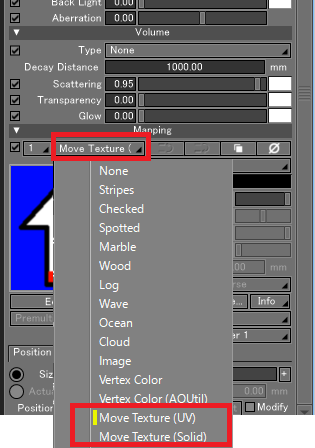 Back Light 0.00
Aberration 0.00
▼ Volume
Type None
Decay Distance 1000.00 mm
Scattering 0.95
Transparency 0.00
Glow 0.00
▼ Mapping
1 Move Texture (
None
Stripes
Checked
Spotted
Marble
Wood
Log
Wave
.00 mm
Ocean
rse
Cloud
E e... Info
Image
Premult
Vertex Color
er 1
Position
Vertex Color (AOUtil)
Si +
Move Texture (UV)
Actu 0.00 mm
Move Texture (Solid)
Position Modify